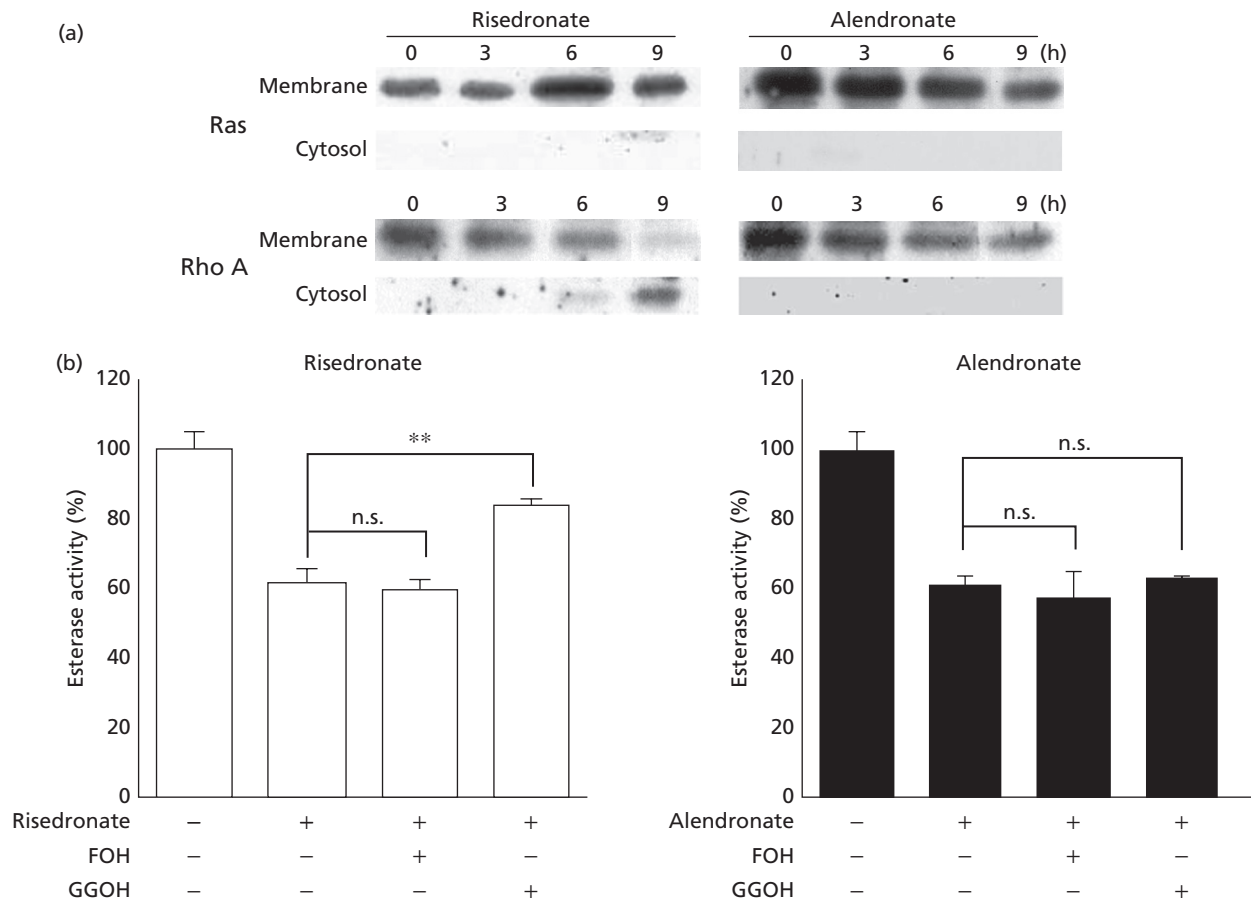 (a)
Risedronate Alendronate
0 3 6 9 0 3 6 9 (h)
Membrane
Ras
Cytosol
0 3 6 9 0 3 6 9 (h)
Membrane
Rho A
Cytosol
(b)
Risedronate
120
100
80
60
40
20
0
Esterase activity (%)
**
n.s.
Risedronate – + + +
FOH – – + –
GGOH – – – +
Alendronate
120
100
80
60
40
20
0
Esterase activity (%)
n.s.
n.s.
Alendronate – + + +
FOH – – + –
GGOH – – – +